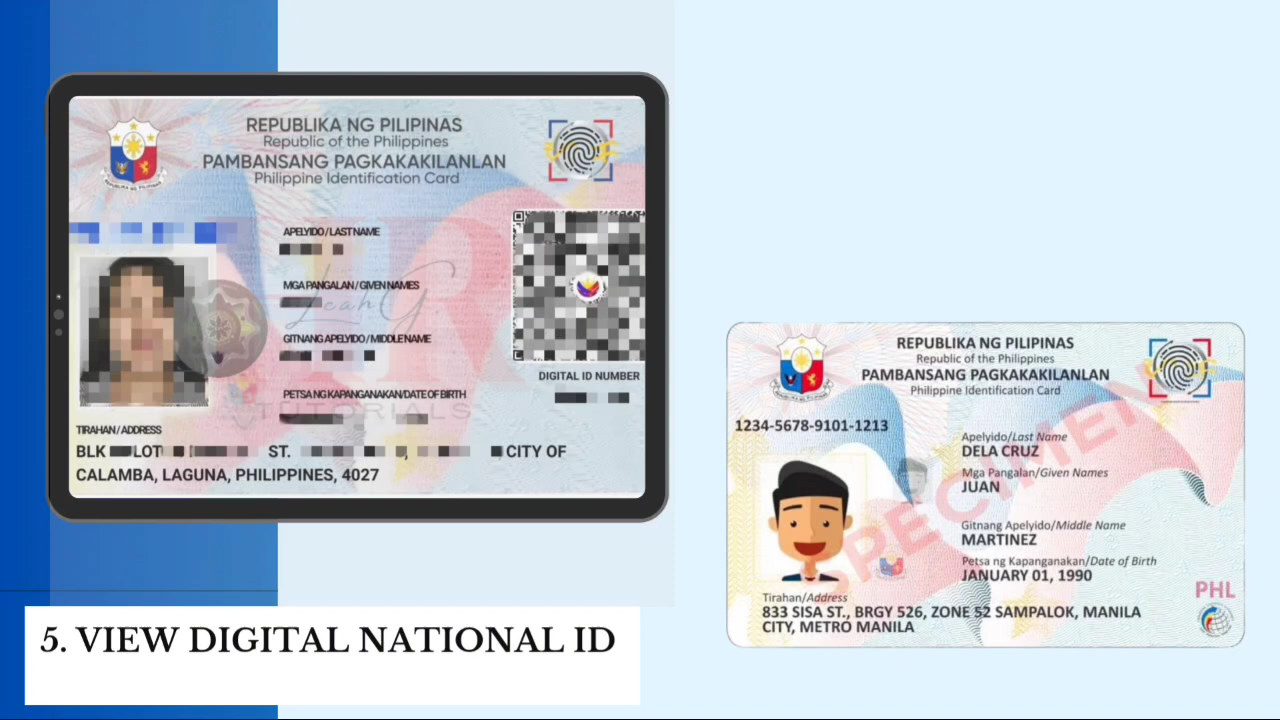 REPUBLIKA NG PILIPINAS
Republic of the Philippines
PAMBANSANG PAGKAKAKILANLAN
Philippine Identification Card
APELYIDO/LAST NAME
MGA PANGALAN/GIVEN NAMES
GITNANG APELYIDO/MIDDLE NAME
PETSA NG KAPANGANAKAN/DATE OF BIRTH
DIGITAL ID NUMBER
LeahG
TUTORIALS
TIRAHAN/ADDRESS
BLK LOT ST. , CITY OF
CALAMBA, LAGUNA, PHILIPPINES, 4027
REPUBLIKA NG PILIPINAS
Republic of the Philippines
PAMBANSANG PAGKAKAKILANLAN
Philippine Identification Card
1234-5678-9101-1213
Apelyido/Last Name
DELA CRUZ
Mga Pangalan/Given Names
JUAN
Gitnang Apelyido/Middle Name
MARTINEZ
Petsa ng Kapanganakan/Date of Birth
JANUARY 01, 1990
SPECIMEN
PHL
Tirahan/Address
833 SISA ST., BRGY 526, ZONE 52 SAMPALOK, MANILA
CITY, METRO MANILA
5. VIEW DIGITAL NATIONAL ID